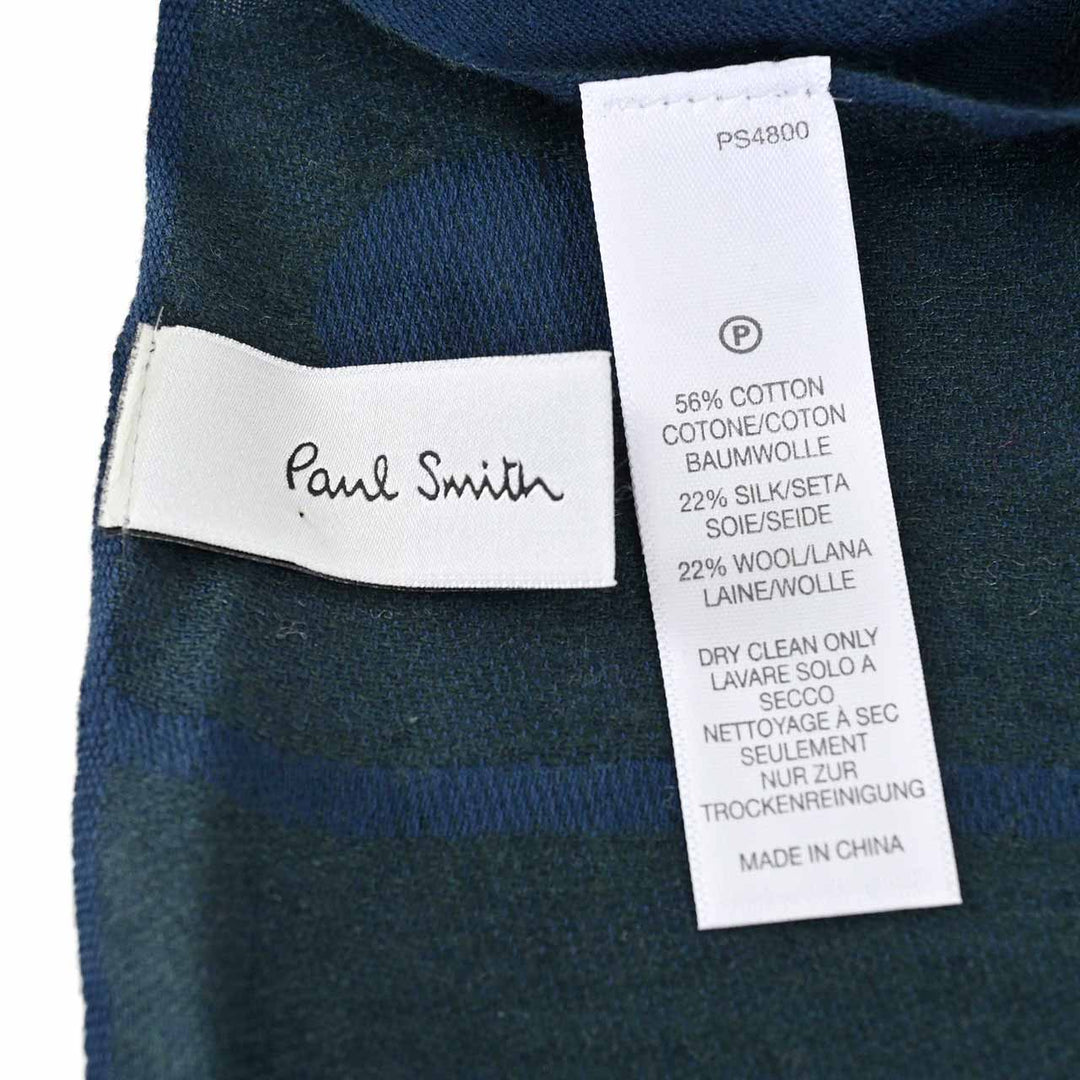 Paul Smith
PS4800
P
56% COTTON
COTONE/COTON
BAUMWOLLE
22% SILK/SETA
SOIE/SEIDE
22% WOOL/LANA
LAINE/WOLLE
DRY CLEAN ONLY
LAVARE SOLO A
SECCO
NETTOYAGE À SEC
SEULEMENT
NUR ZUR
TROCKENREINIGUNG
MADE IN CHINA